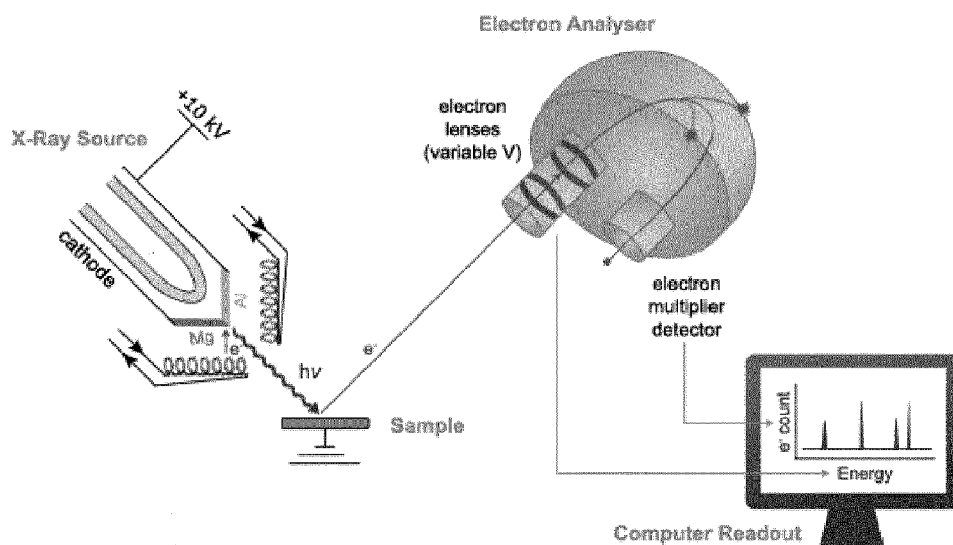 Electron Analyser
+10 kV
X-Ray Source
electron
lenses
(variable V)
cathode
Al
Mg
e-
hν
e-
Sample
electron
multiplier
detector
e- count
Energy
Computer Readout